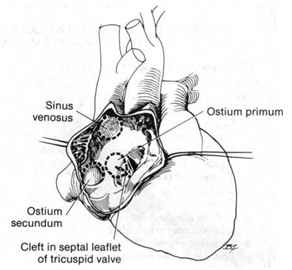 Sinus
venosus
Ostium primum
Ostium
secundum
Cleft in septal leaflet
of tricuspid valve